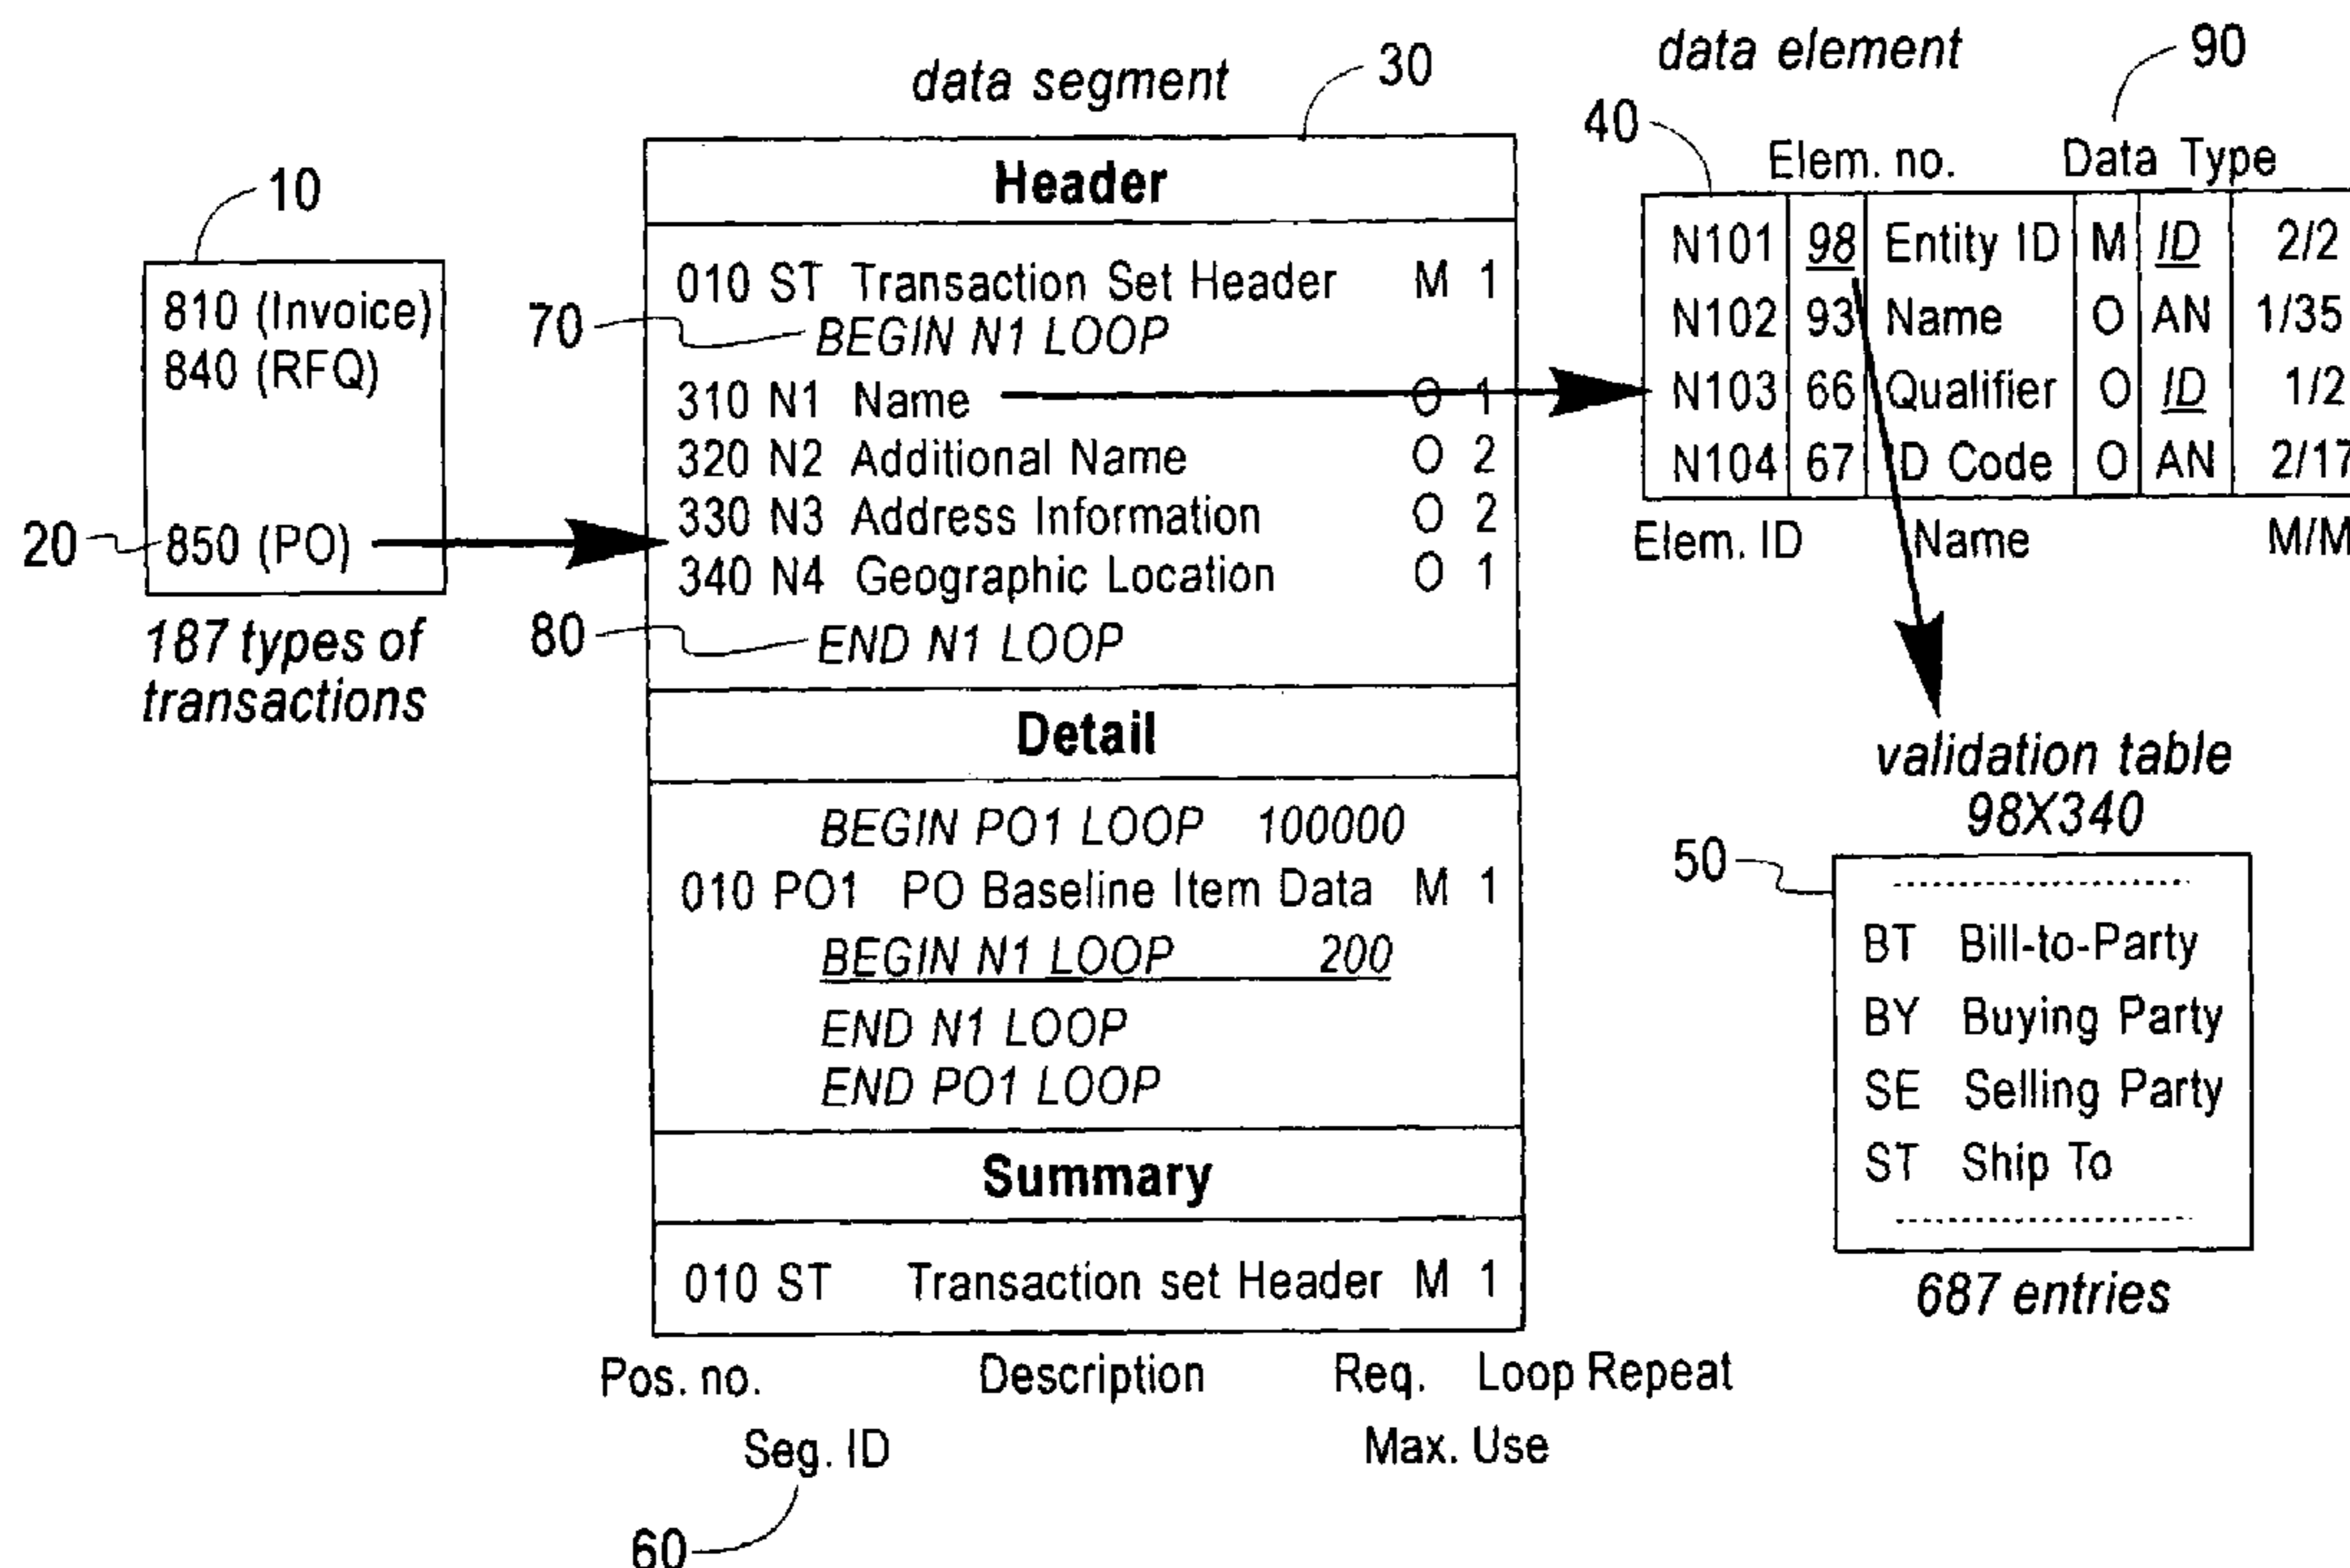 10
810 (Invoice)
840 (RFQ)
20
850 (PO)
187 types of
transactions
data segment
30
Header
010 ST Transaction Set Header M 1
70
BEGIN N1 LOOP
310 N1 Name O 1
320 N2 Additional Name O 2
330 N3 Address Information O 2
340 N4 Geographic Location O 1
80
END N1 LOOP
Detail
BEGIN PO1 LOOP 100000
010 PO1 PO Baseline Item Data M 1
BEGIN N1 LOOP 200
END N1 LOOP
END PO1 LOOP
Summary
010 ST Transaction set Header M 1
Pos. no. Description Req. Loop Repeat
Seg. ID Max. Use
60
data element
90
40
Elem. no. Data Type
N101 98 Entity ID M ID 2/2
N102 93 Name O AN 1/35
N103 66 Qualifier O ID 1/2
N104 67 ID Code O AN 2/17
Elem. ID Name M/M
validation table
98X340
50
BT Bill-to-Party
BY Buying Party
SE Selling Party
ST Ship To
687 entries